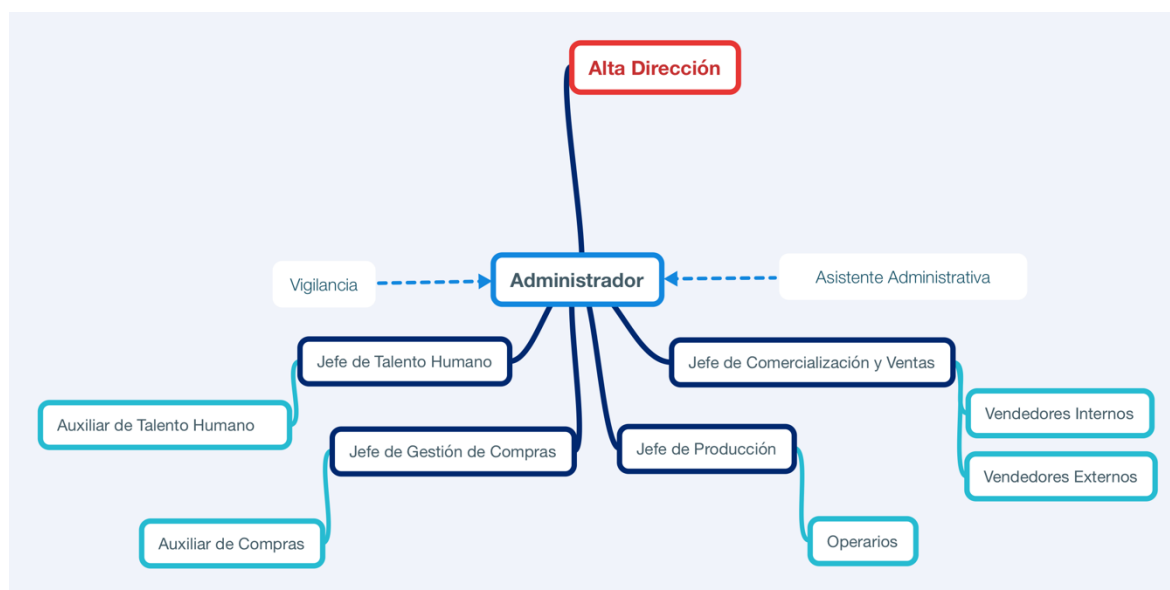 Alta Dirección
Vigilancia
Administrador
Asistente Administrativa
Jefe de Talento Humano
Jefe de Comercialización y Ventas
Auxiliar de Talento Humano
Vendedores Internos
Jefe de Gestión de Compras
Jefe de Producción
Vendedores Externos
Auxiliar de Compras
Operarios